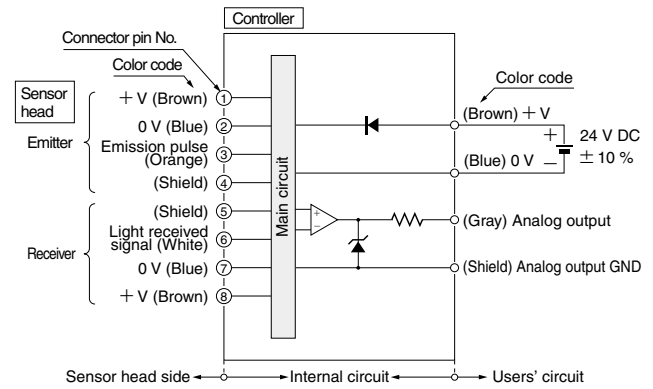 Controller
Connector pin No.
Color code
Sensor
head
Emitter
Receiver
+ V (Brown) 1
0 V (Blue) 2
Emission pulse
(Orange) 3
(Shield) 4
(Shield) 5
Light received
signal (White) 6
0 V (Blue) 7
+ V (Brown) 8
Main circuit
+
−
Color code
(Brown) + V
(Blue) 0 V
+
−
24 V DC
± 10 %
(Gray) Analog output
(Shield) Analog output GND
Sensor head side
Internal circuit
Users' circuit